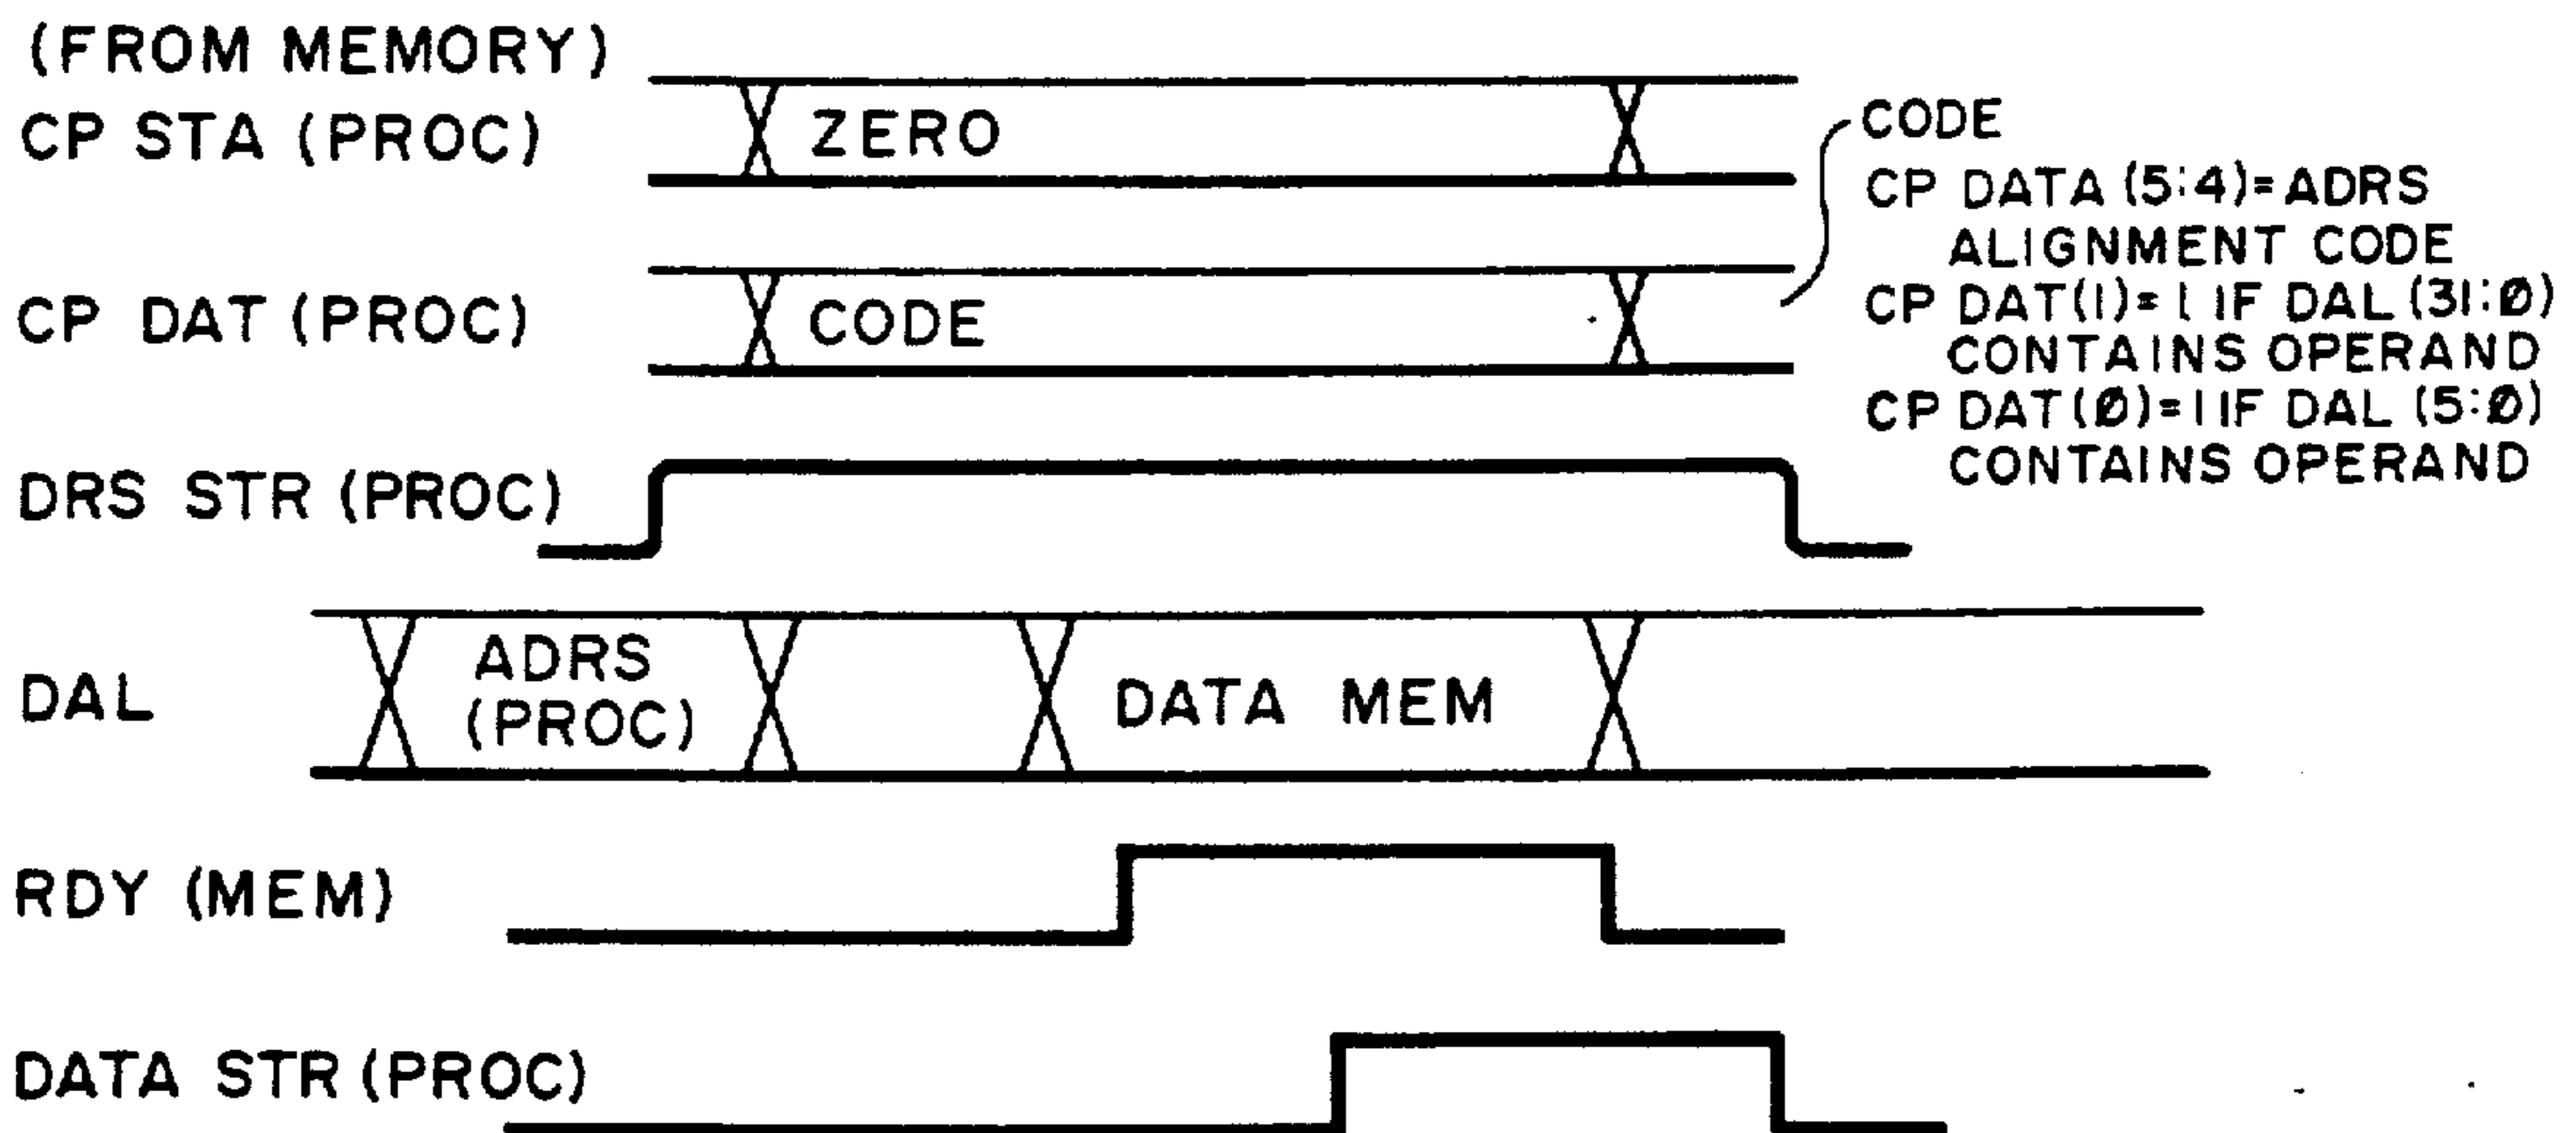 (FROM MEMORY)
CP STA (PROC)
ZERO
CODE
CP DATA (5:4)=ADRS
ALIGNMENT CODE
CP DAT(1)=1 IF DAL (31:Ø)
CONTAINS OPERAND
CP DAT(Ø)=1 IF DAL (5:Ø)
CONTAINS OPERAND
CP DAT (PROC)
CODE
DRS STR (PROC)
DAL
ADRS
(PROC)
DATA MEM
RDY (MEM)
DATA STR (PROC)